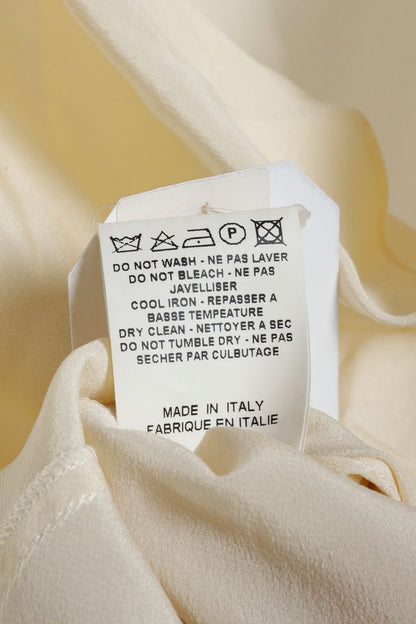 P
DO NOT WASH - NE PAS LAVER
DO NOT BLEACH - NE PAS
JAVELLISER
COOL IRON - REPASSER A
BASSE TEMPEATURE
DRY CLEAN - NETTOYER A SEC
DO NOT TUMBLE DRY - NE PAS
SECHER PAR CULBUTAGE
MADE IN ITALY
FABRIQUE EN ITALIE